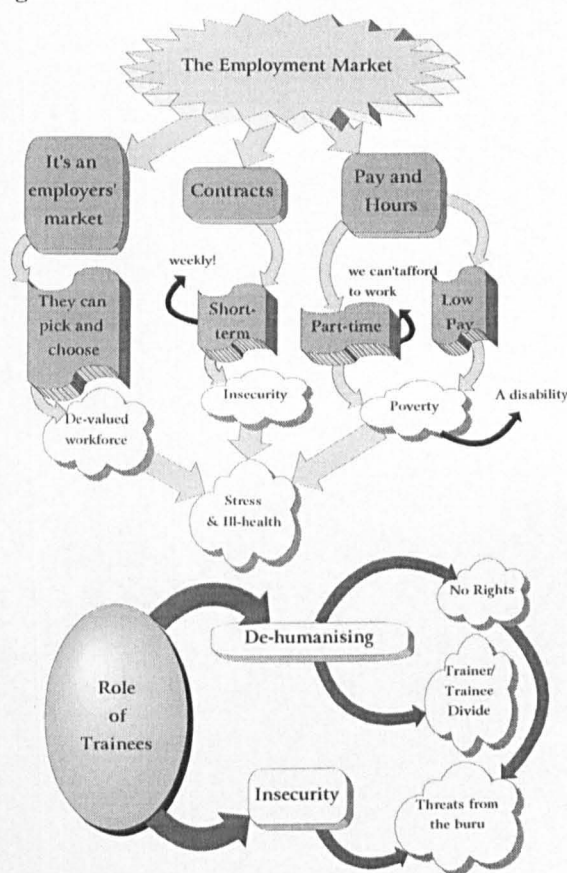 The Employment Market
It's an
employers'
market
Contracts
Pay and
Hours
weekly!
we can'tafford
to work
They can
pick and
choose
Short-
term
Part-time
Low
Pay
Insecurity
Poverty
A disability
De-valued
workforce
Stress
& Ill-health
No Rights
De-humanising
Trainer/
Trainee
Divide
Role
of
Trainees
Insecurity
Threats from
the buru